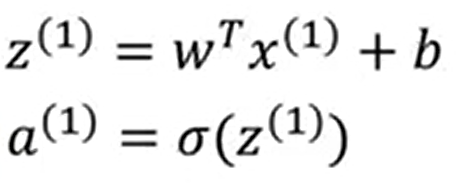 z⁽¹⁾ = wᵀx⁽¹⁾ + b
a⁽¹⁾ = σ(z⁽¹⁾)